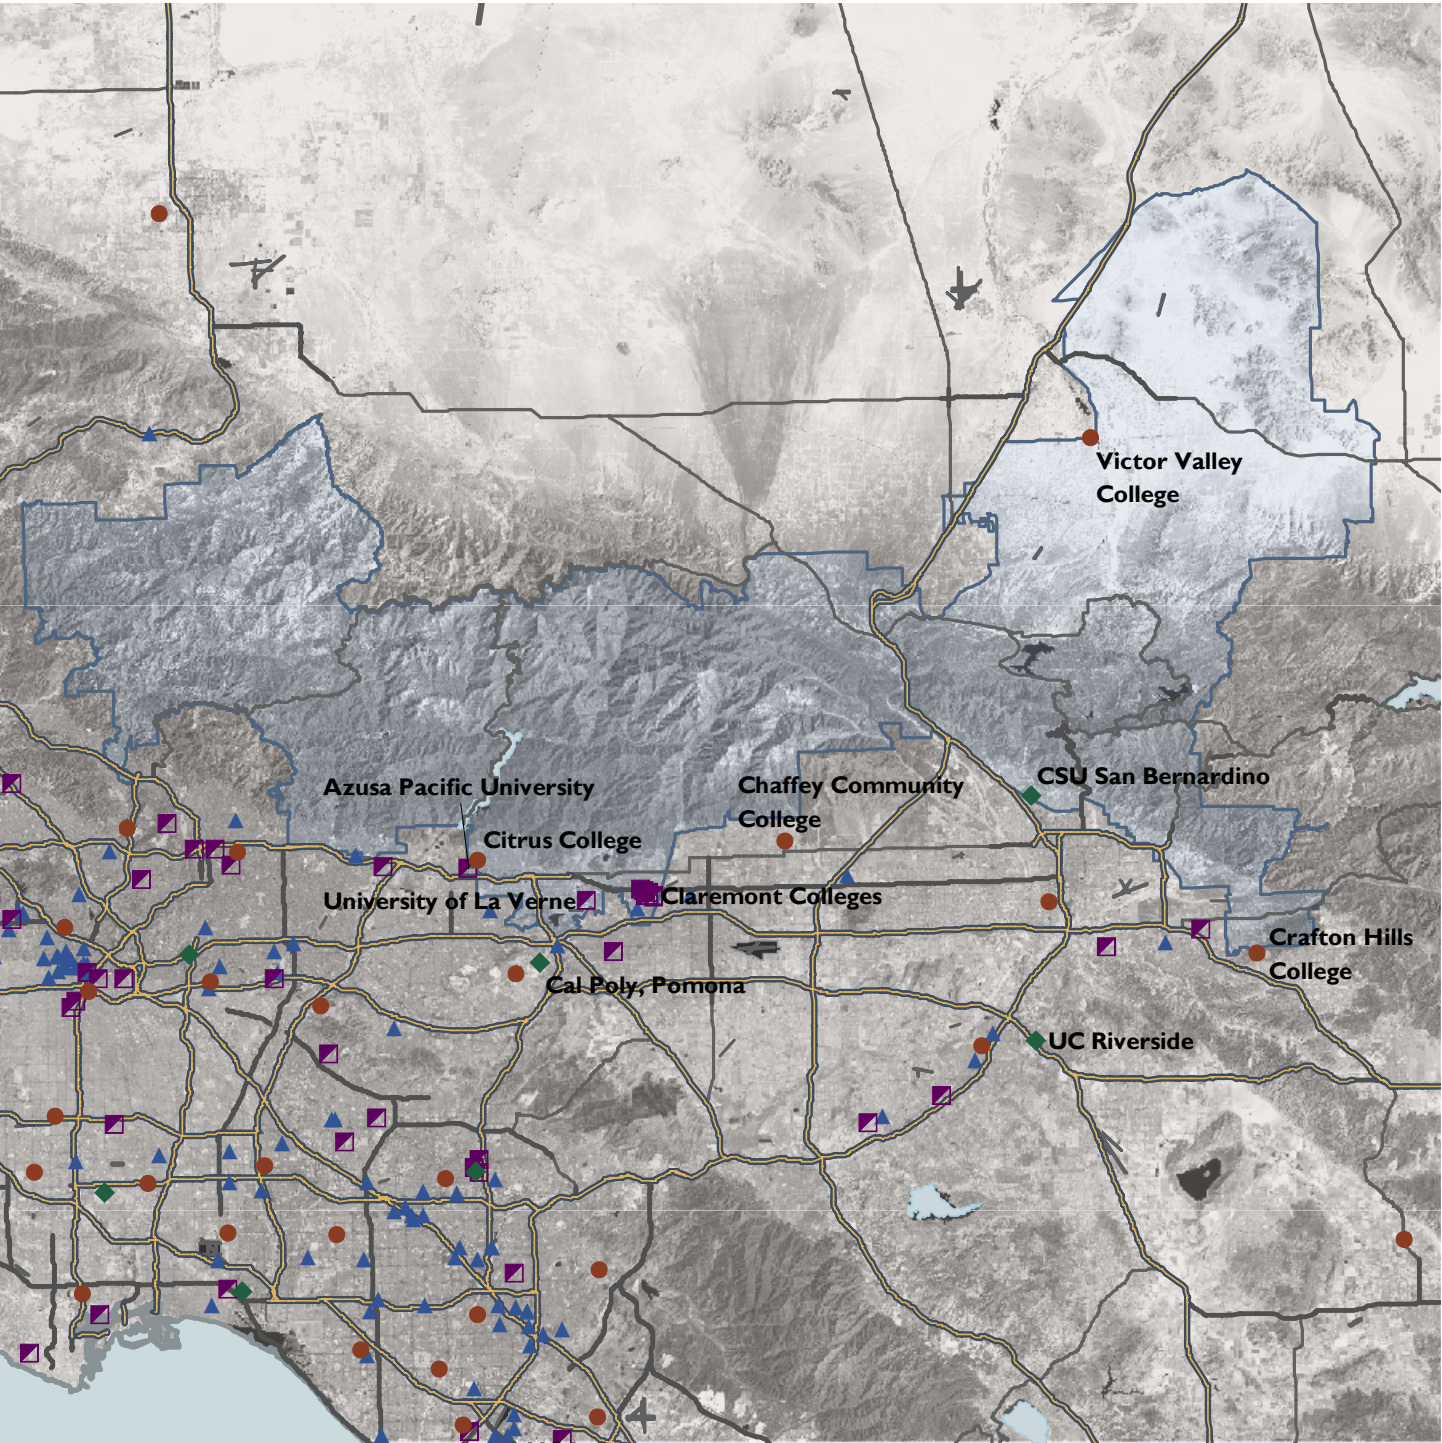 Victor Valley
College
CSU San Bernardino
Azusa Pacific University
Chaffey Community
College
Citrus College
University of La Verne
Claremont Colleges
Crafton Hills
College
Cal Poly, Pomona
UC Riverside